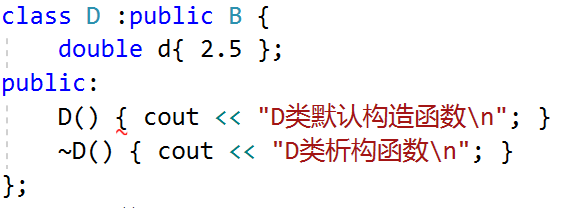 class D :public B {
    double d{ 2.5 };
public:
    D() { cout << "D类默认构造函数\n"; }
    ~D() { cout << "D类析构函数\n"; }
};